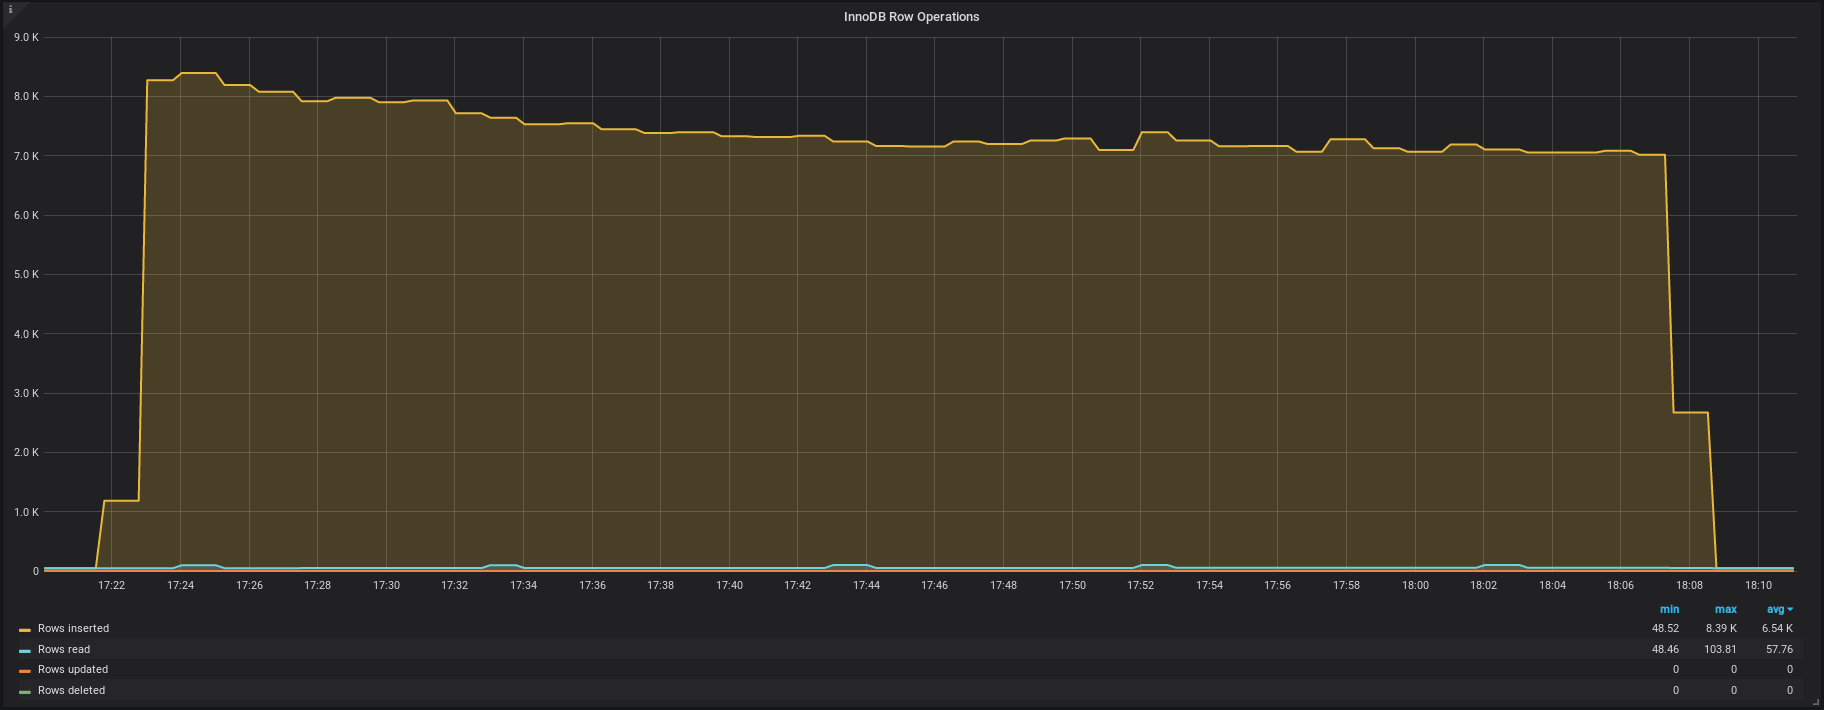 i
InnoDB Row Operations
9.0 K
8.0 K
7.0 K
6.0 K
5.0 K
4.0 K
3.0 K
2.0 K
1.0 K
0
17:22 17:24 17:26 17:28 17:30 17:32 17:34 17:36 17:38 17:40 17:42 17:44 17:46 17:48 17:50 17:52 17:54 17:56 17:58 18:00 18:02 18:04 18:06 18:08 18:10
min max avg
Rows inserted 48.52 8.39 K 6.54 K
Rows read 48.46 103.81 57.76
Rows updated 0 0 0
Rows deleted 0 0 0